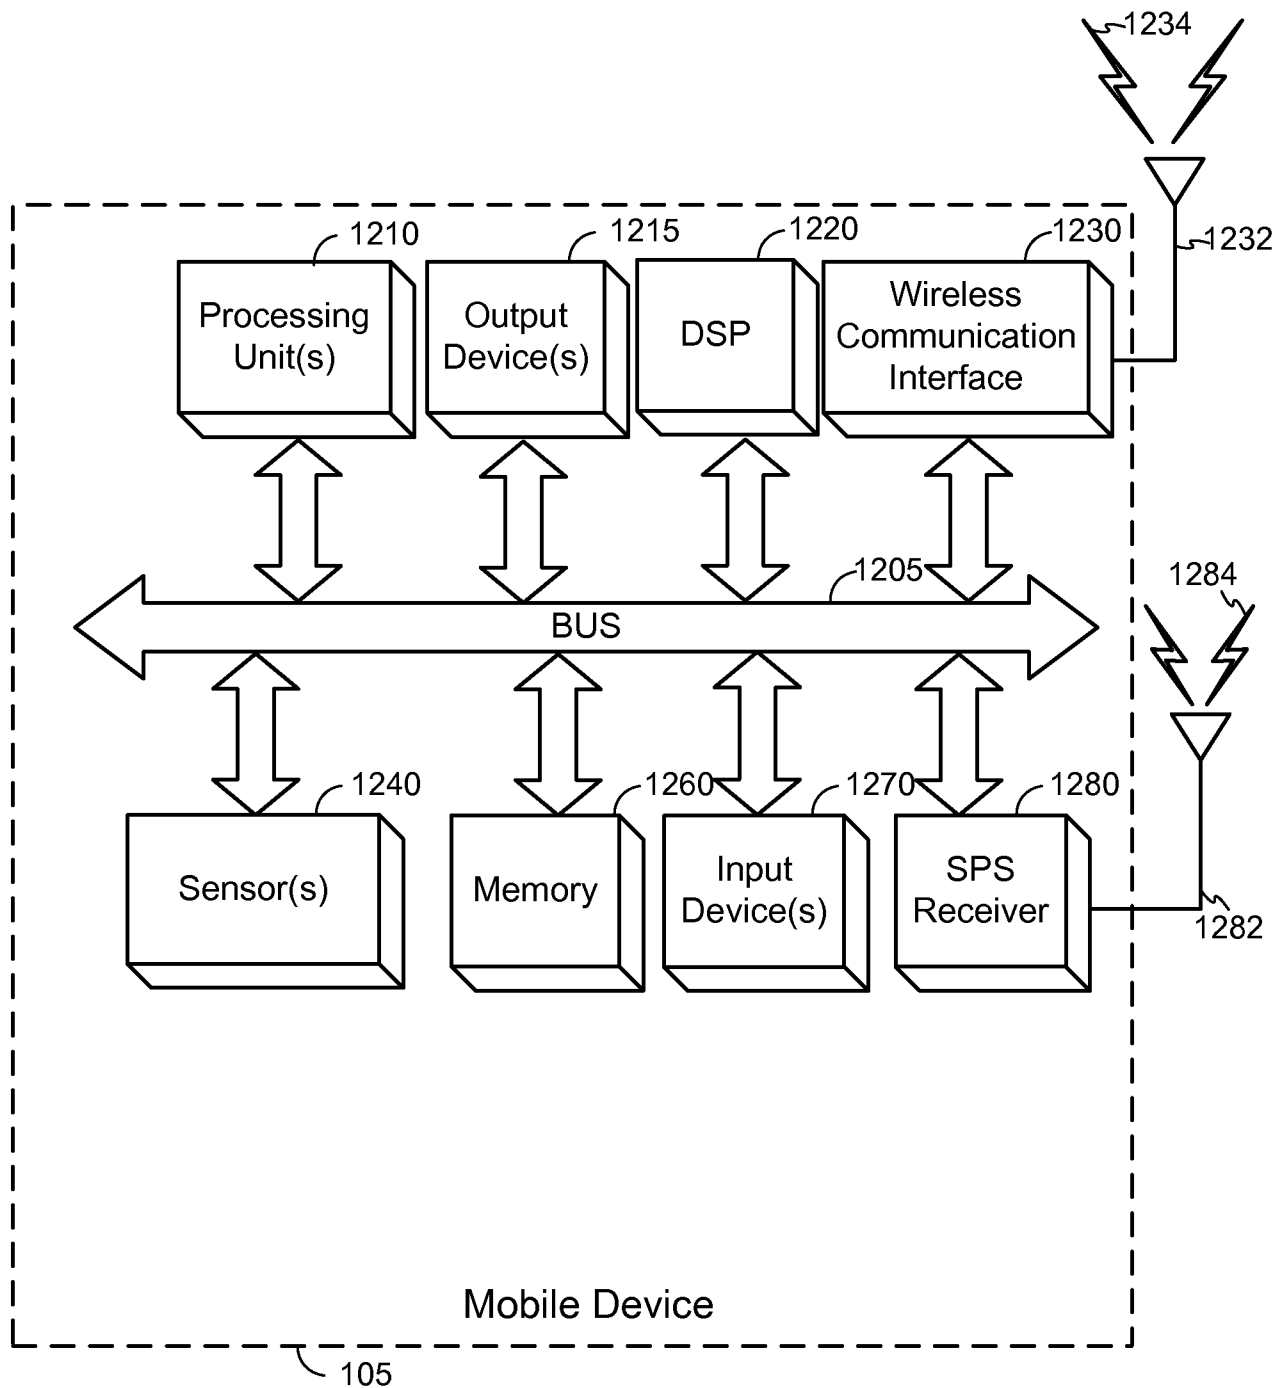 1234
1210
1215
1220
1230
1232
Processing
Unit(s)
Output
Device(s)
DSP
Wireless
Communication
Interface
1205
1284
BUS
1240
1260
1270
1280
Sensor(s)
Memory
Input
Device(s)
SPS
Receiver
1282
Mobile Device
105